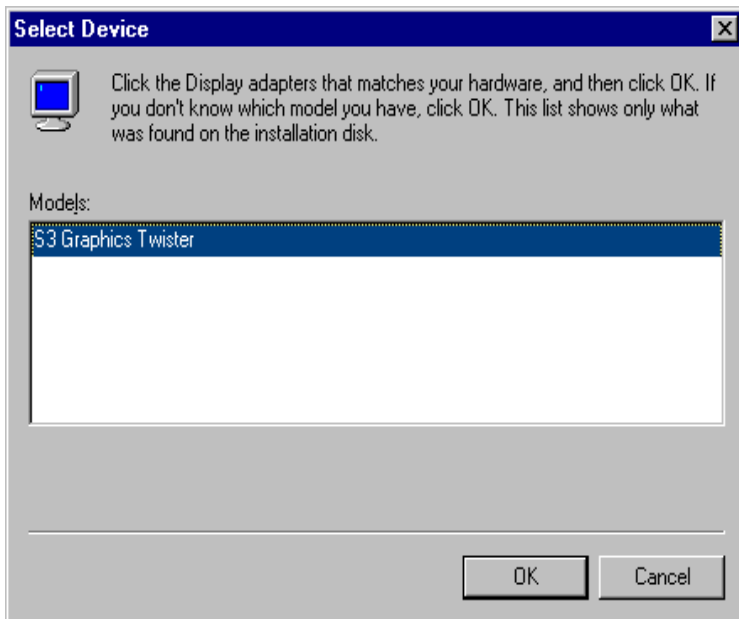 Select Device
Click the Display adapters that matches your hardware, and then click OK. If
you don't know which model you have, click OK. This list shows only what
was found on the installation disk.
Models:
S3 Graphics Twister
OK
Cancel